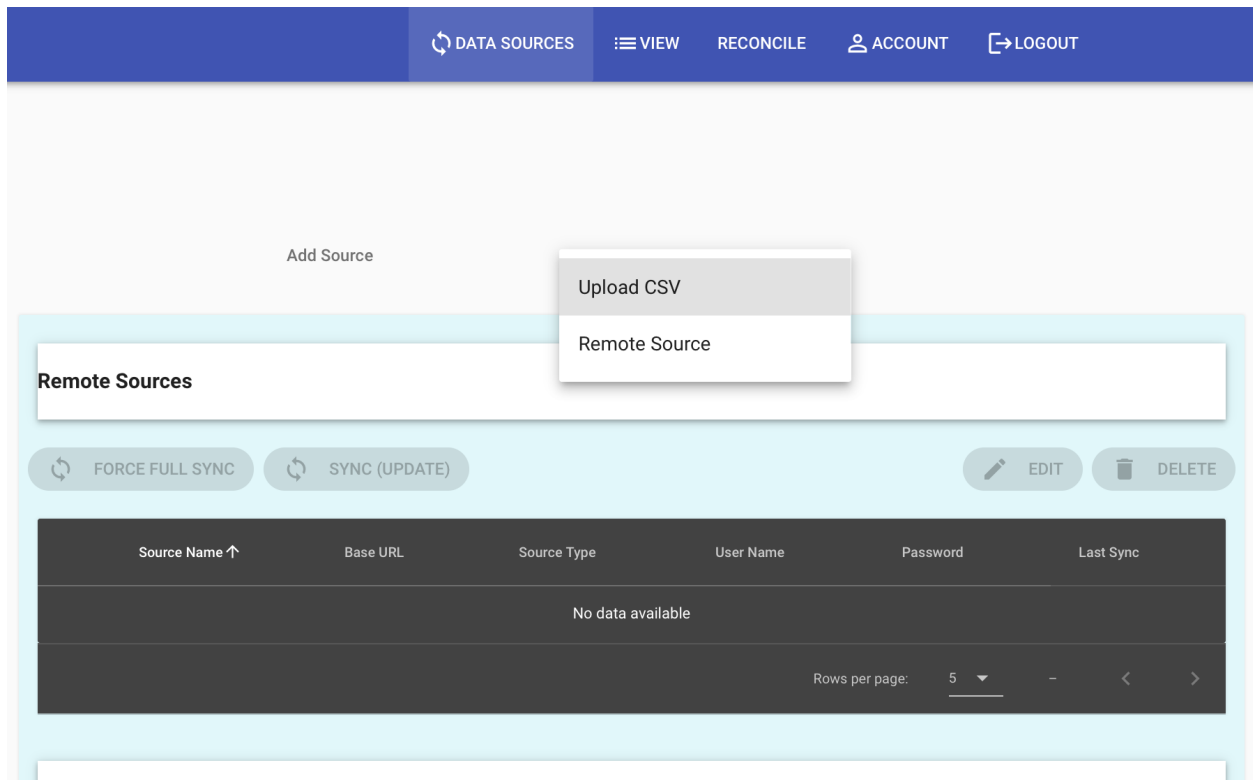 DATA SOURCES VIEW RECONCILE ACCOUNT LOGOUT
Add Source
Upload CSV
Remote Source
Remote Sources
FORCE FULL SYNC SYNC (UPDATE) EDIT DELETE
Source Name Base URL Source Type User Name Password Last Sync
No data available
Rows per page: 5 –